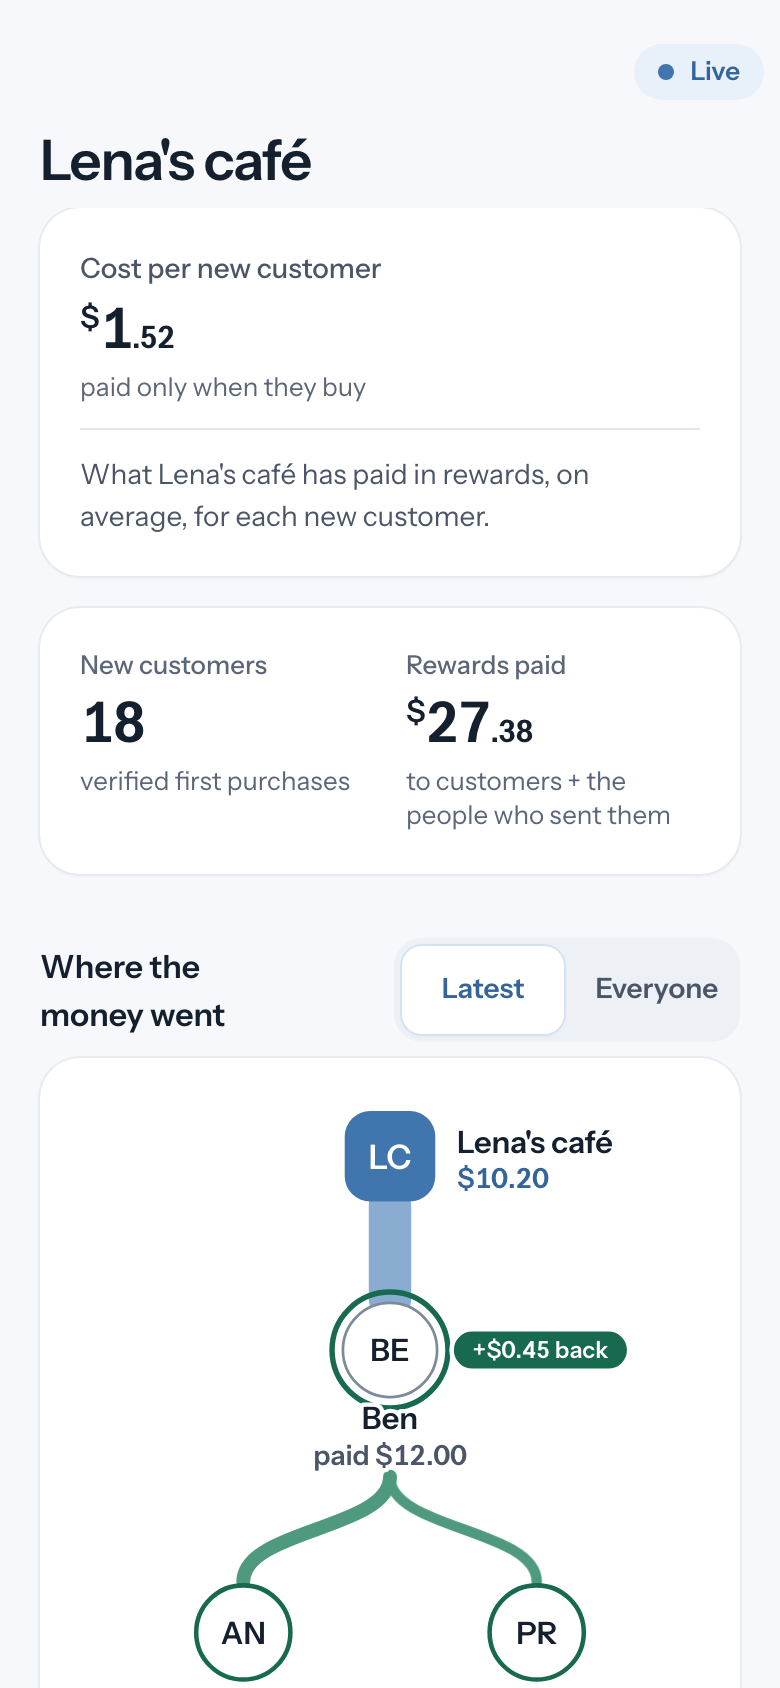 Live
Lena's café
Cost per new customer
$1.52
paid only when they buy
What Lena's café has paid in rewards, on
average, for each new customer.
New customers
18
verified first purchases
Rewards paid
$27.38
to customers + the
people who sent them
Where the
money went
Latest
Everyone
LC
Lena's café
$10.20
BE
+$0.45 back
Ben
paid $12.00
AN
PR